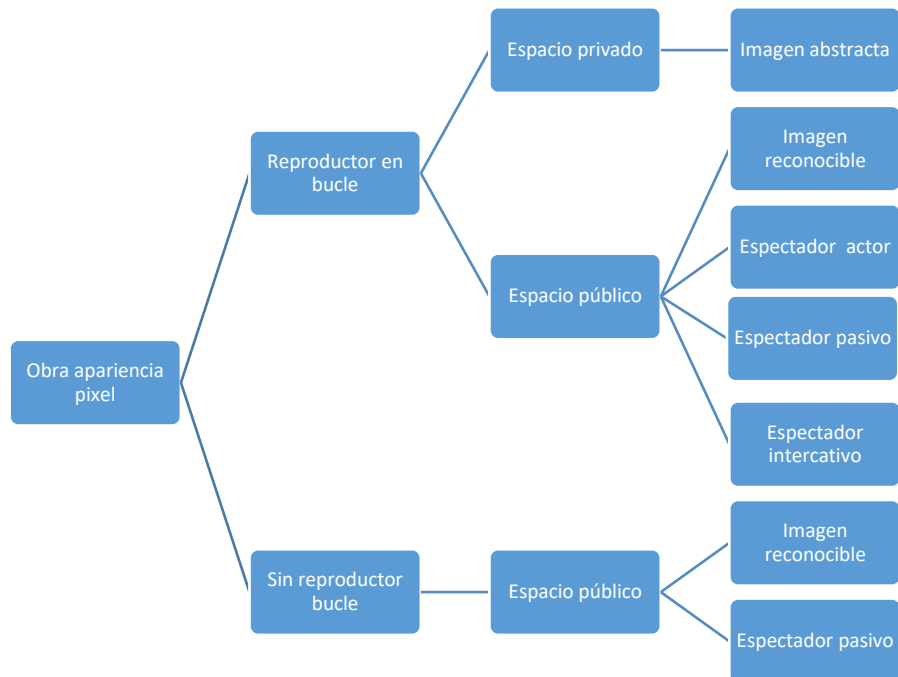 Espacio privado
Imagen abstracta
Imagen
reconocible
Reproductor en
bucle
Espectador  actor
Espacio público
Espectador pasivo
Obra apariencia
pixel
Espectador
intercativo
Imagen
reconocible
Sin reproductor
bucle
Espacio público
Espectador pasivo